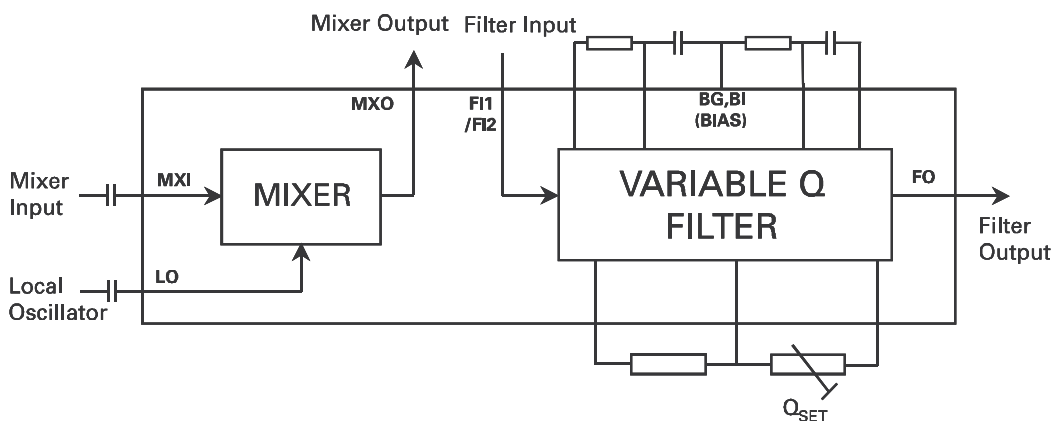 Mixer Output
Filter Input
MXO
FI1
/FI2
BG,BI
(BIAS)
Mixer
Input
MXI
MIXER
VARIABLE Q
FILTER
FO
Filter
Output
Local
Oscillator
LO
QSET